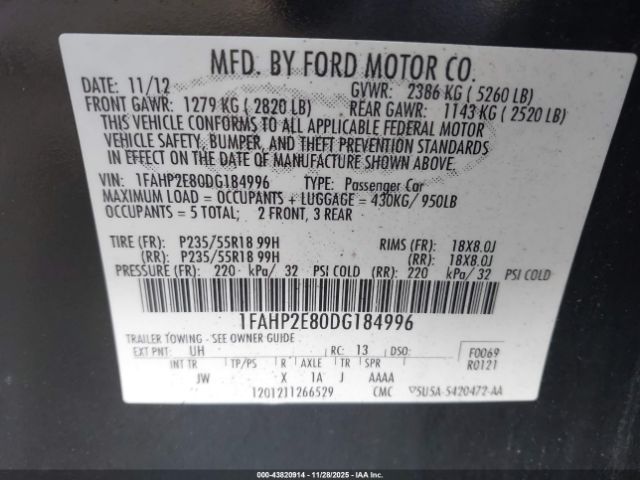 MFD. BY FORD MOTOR CO.
DATE: 11/12 GVWR: 2386 KG ( 5260 LB)
FRONT GAWR: 1279 KG ( 2820 LB) REAR GAWR: 1143 KG ( 2520 LB)
THIS VEHICLE CONFORMS TO ALL APPLICABLE FEDERAL MOTOR
VEHICLE SAFETY, BUMPER, AND THEFT PREVENTION STANDARDS
IN EFFECT ON THE DATE OF MANUFACTURE SHOWN ABOVE.
VIN: 1FAHP2E80DG184996 TYPE: Passenger Car
MAXIMUM LOAD = OCCUPANTS + LUGGAGE = 430KG/ 950LB
OCCUPANTS = 5 TOTAL; 2 FRONT, 3 REAR
TIRE (FR): P235/55R18 99H RIMS (FR): 18X8.0J
(RR): P235/55R18 99H (RR): 18X8.0J
PRESSURE (FR): 220 kPa/ 32 PSI COLD (RR): 220 kPa/ 32 PSI COLD
1FAHP2E80DG184996
TRAILER TOWING - SEE OWNER GUIDE F0069
EXT PNT: UH RC: 13 DSO: R0121
INT TR TP/PS R AXLE TR SPR
JW X 1A J AAAA
1201211266529 CMC 5U5A-5420472-AA
000-43820914 | 11/28/2025 | IAAI.CA